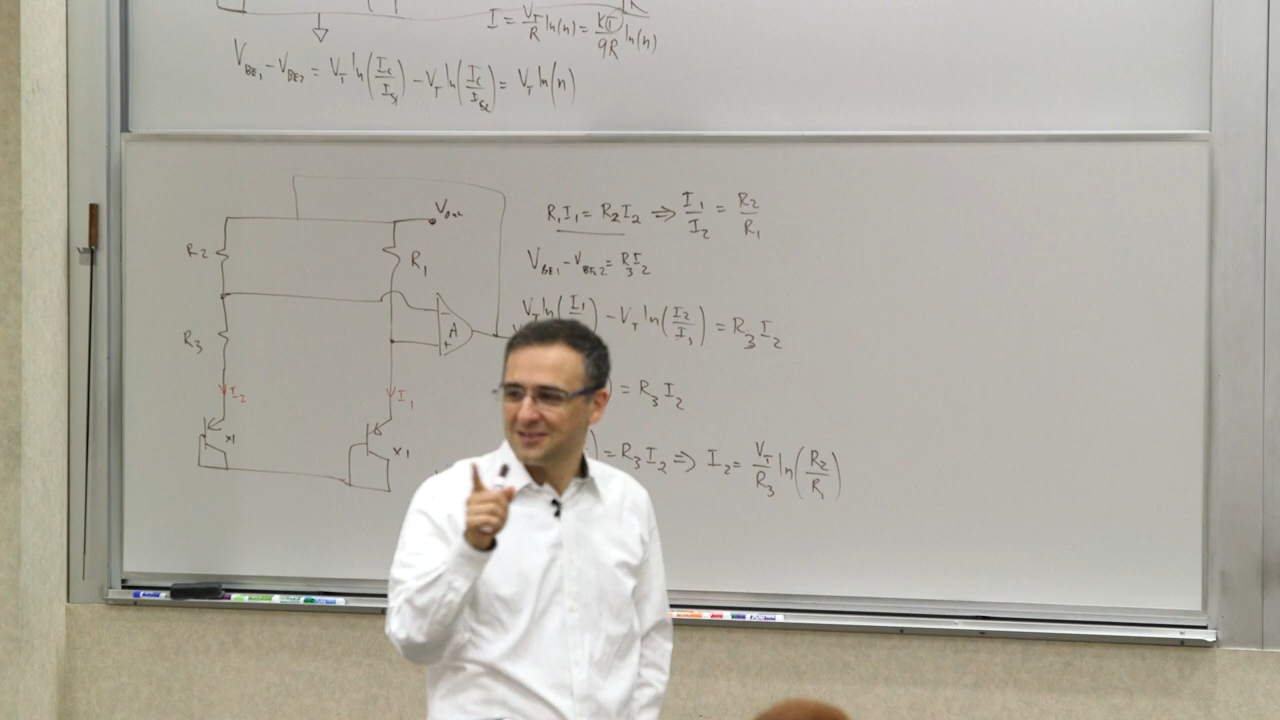 I = V_T/R ln(n) = KT/qR ln(n)
V_BE1 - V_BE2 = V_T ln(I_c/I_s1) - V_T ln(I_c/I_s2) = V_T ln(n)
V_out
R_1 I_1 = R_2 I_2 ⇒ I_1/I_2 = R_2/R_1
R_2
R_1
V_BE1 - V_BE2 = R_3 I_2
V_T ln(I_1/ ) - V_T ln(I_2/I_s) = R_3 I_2
R_3
A
- +
I_2
I_1
) = R_3 I_2
x1
x1
) = R_3 I_2 ⇒ I_2 = V_T/R_3 ln(R_2/R_1)